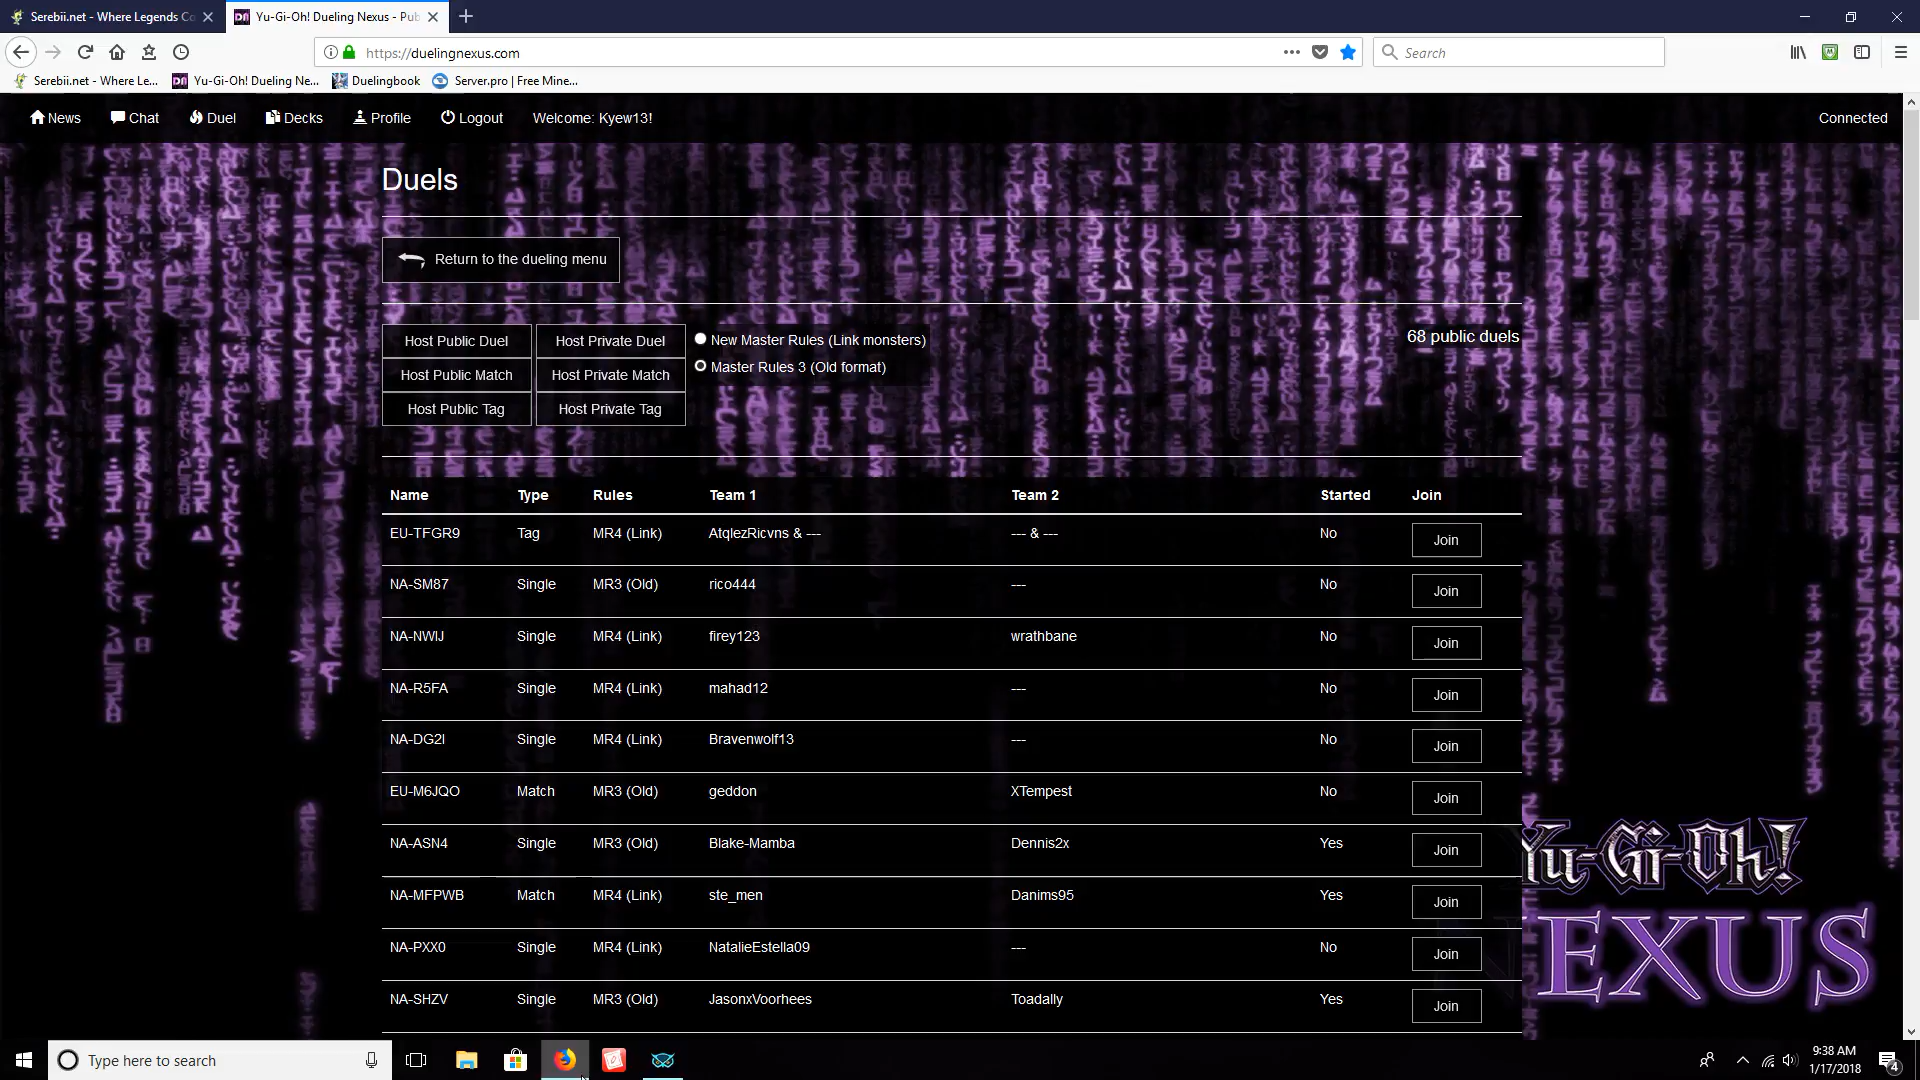 Serebii.net - Where Legends Co
Yu-Gi-Oh! Dueling Nexus - Pub
https://duelingnexus.com
Search
Serebii.net - Where Le...
Yu-Gi-Oh! Dueling Ne...
Duelingbook
Server.pro | Free Mine...
News
Chat
Duel
Decks
Profile
Logout
Welcome: Kyew13!
Connected
Duels
Return to the dueling menu
Host Public Duel
Host Private Duel
New Master Rules (Link monsters)
68 public duels
Host Public Match
Host Private Match
Master Rules 3 (Old format)
Host Public Tag
Host Private Tag
Name Type Rules Team 1 Team 2 Started Join
EU-TFGR9 Tag MR4 (Link) AtqlezRicvns & --- --- & --- No Join
NA-SM87 Single MR3 (Old) rico444 --- No Join
NA-NWIJ Single MR4 (Link) firey123 wrathbane No Join
NA-R5FA Single MR4 (Link) mahad12 --- No Join
NA-DG2I Single MR4 (Link) Bravenwolf13 --- No Join
EU-M6JQO Match MR3 (Old) geddon XTempest No Join
NA-ASN4 Single MR3 (Old) Blake-Mamba Dennis2x Yes Join
NA-MFPWB Match MR4 (Link) ste_men Danims95 Yes Join
NA-PXX0 Single MR4 (Link) NatalieEstella09 --- No Join
NA-SHZV Single MR3 (Old) JasonxVoorhees Toadally Yes Join
Yu-Gi-Oh!
NEXUS
Type here to search
9:38 AM
1/17/2018
4